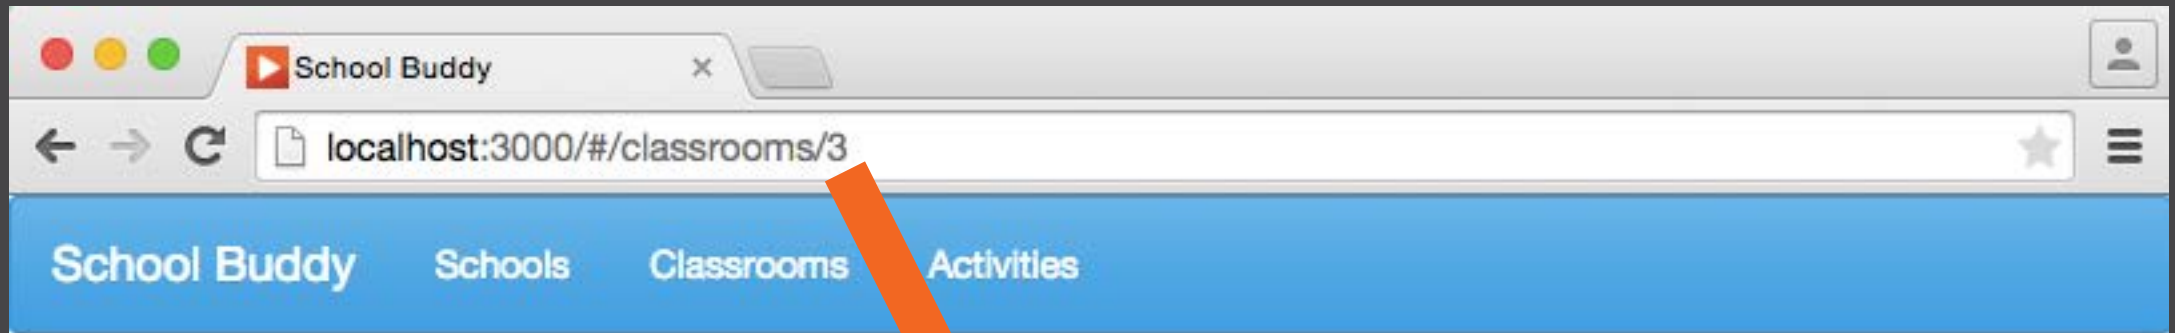 School Buddy
localhost:3000/#/classrooms/3
School Buddy Schools Classrooms Activities